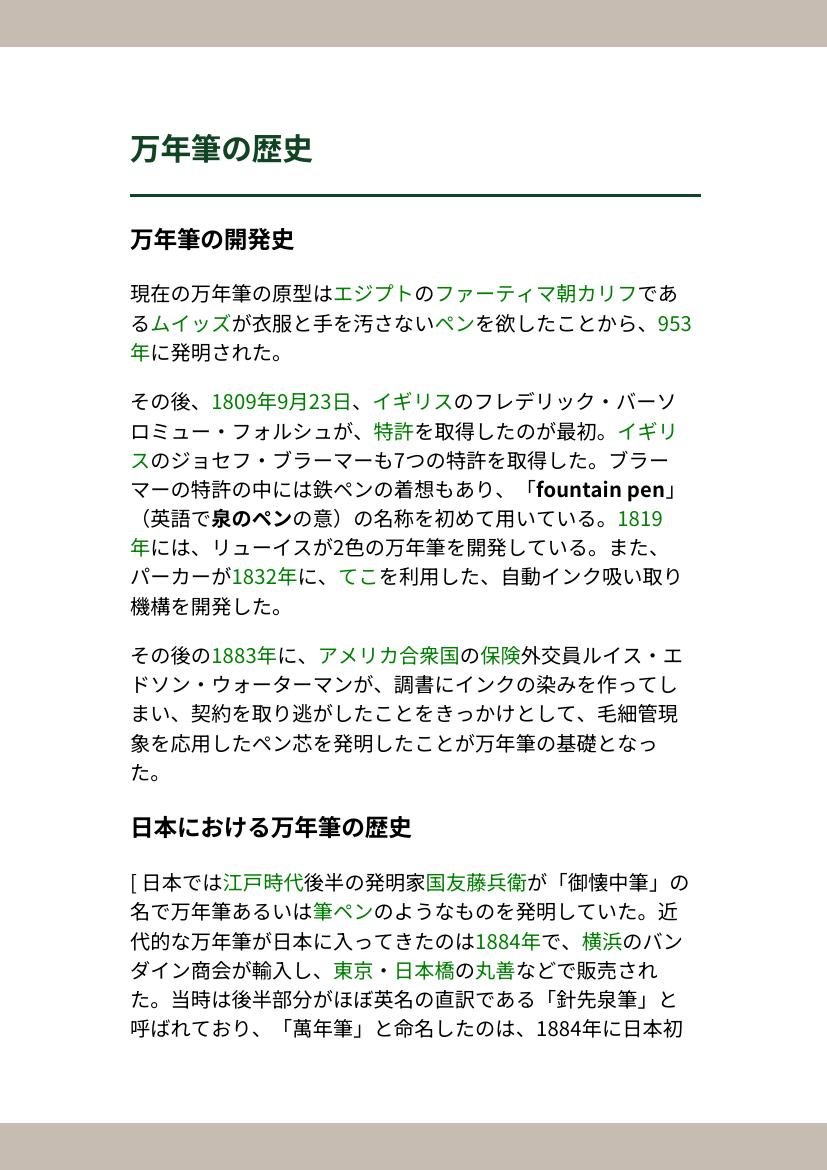 万年筆の歴史
万年筆の開発史
現在の万年筆の原型はエジプトのファーティマ朝カリフであ
るムイッズが衣服と手を汚さないペンを欲したことから、953
年に発明された。
その後、1809年9月23日、イギリスのフレデリック・バーソ
ロミュー・フォルシュが、特許を取得したのが最初。イギリ
スのジョセフ・ブラーマーも7つの特許を取得した。ブラー
マーの特許の中には鉄ペンの着想もあり、「fountain pen」
（英語で泉のペンの意）の名称を初めて用いている。1819
年には、リューイスが2色の万年筆を開発している。また、
パーカーが1832年に、てこを利用した、自動インク吸い取り
機構を開発した。
その後の1883年に、アメリカ合衆国の保険外交員ルイス・エ
ドソン・ウォーターマンが、調書にインクの染みを作ってし
まい、契約を取り逃がしたことをきっかけとして、毛細管現
象を応用したペン芯を発明したことが万年筆の基礎となっ
た。
日本における万年筆の歴史
[ 日本では江戸時代後半の発明家国友藤兵衛が「御懐中筆」の
名で万年筆あるいは筆ペンのようなものを発明していた。近
代的な万年筆が日本に入ってきたのは1884年で、横浜のバン
ダイン商会が輸入し、東京・日本橋の丸善などで販売され
た。当時は後半部分がほぼ英名の直訳である「針先泉筆」と
呼ばれており、「萬年筆」と命名したのは、1884年に日本初